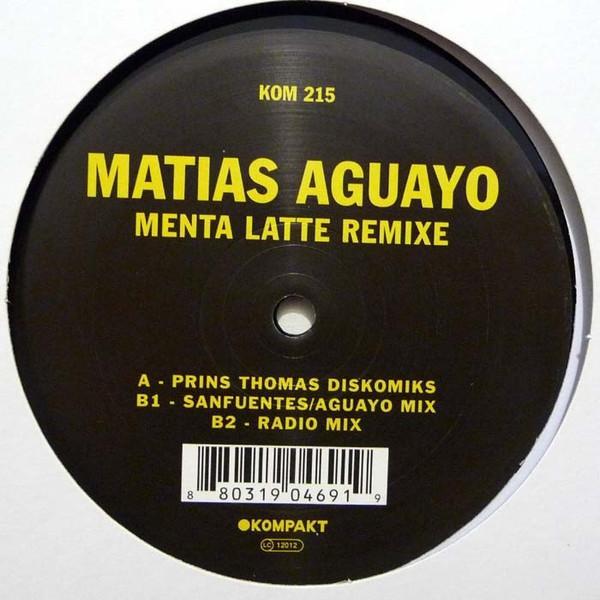 KOM 215
MATIAS AGUAYO
MENTA LATTE REMIXE
A - PRINS THOMAS DISKOMIKS
B1 - SANFUENTES/AGUAYO MIX
B2 - RADIO MIX
8 80319 04691 9
KOMPAKT
LC 12012